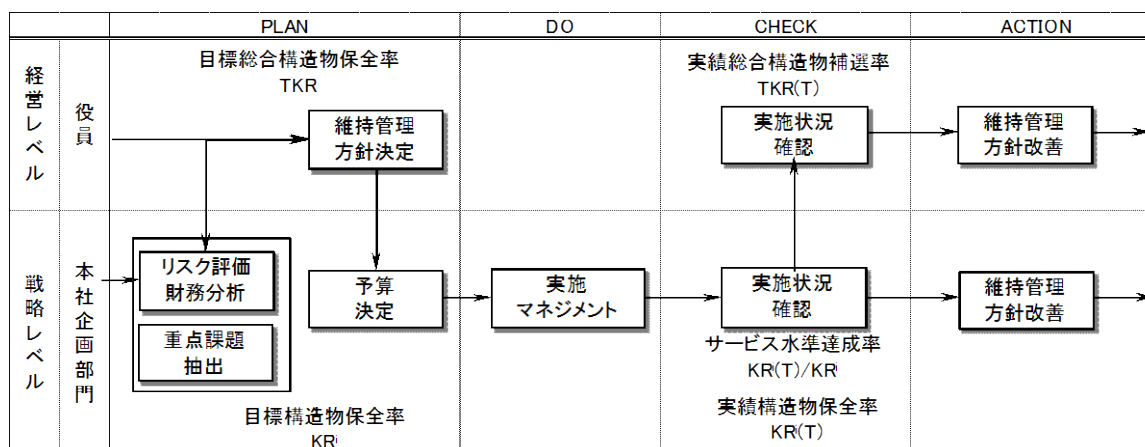 PLAN
DO
CHECK
ACTION
経営レベル
役員
目標総合構造物保全率
TKR
維持管理
方針決定
実績総合構造物補選率
TKR(T)
実施状況
確認
維持管理
方針改善
戦略レベル
本社企画部門
リスク評価
財務分析
重点課題
抽出
予算
決定
実施
マネジメント
実施状況
確認
維持管理
方針改善
サービス水準達成率
KRi(T)/KRi
目標構造物保全率
KRi
実績構造物保全率
KRi(T)